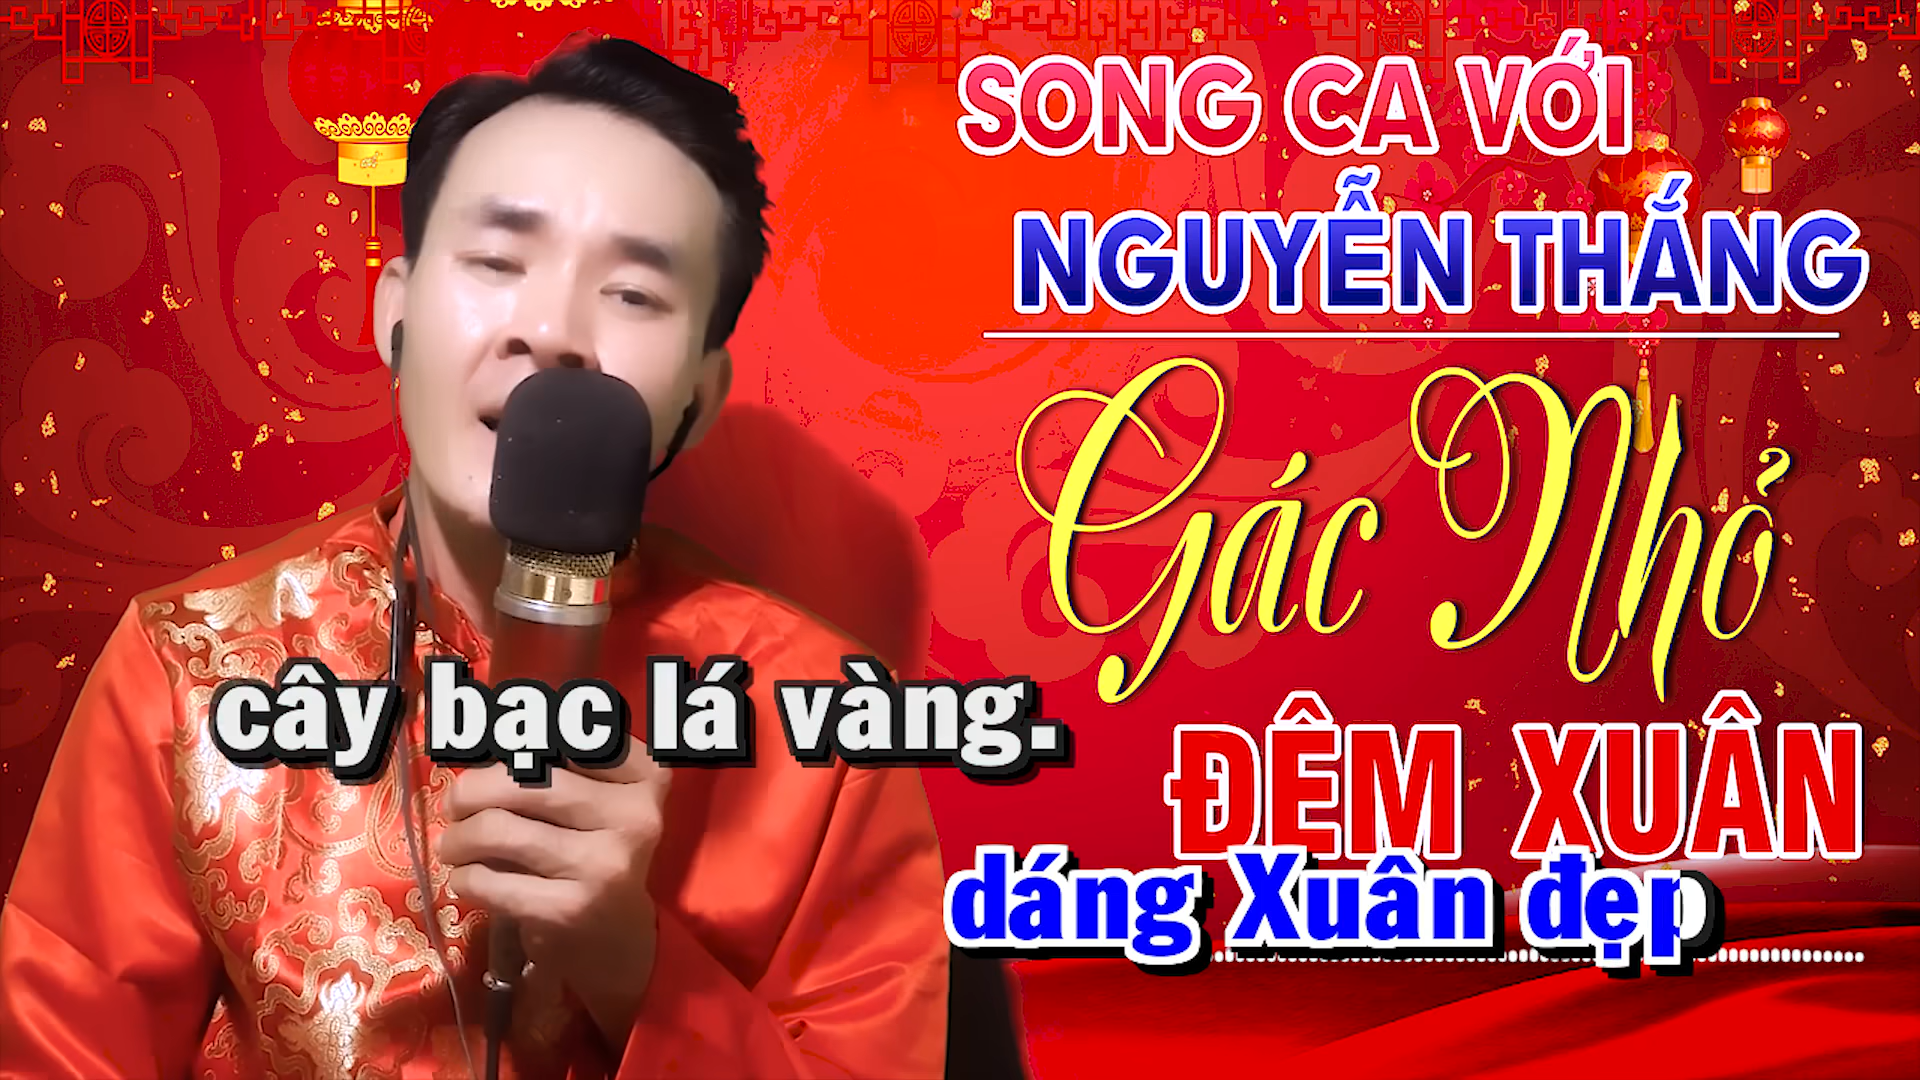 SONG CA VỚI
NGUYỄN THẮNG
Gác Nhỏ
ĐÊM XUÂN
cây bạc lá vàng.
dáng Xuân đẹp